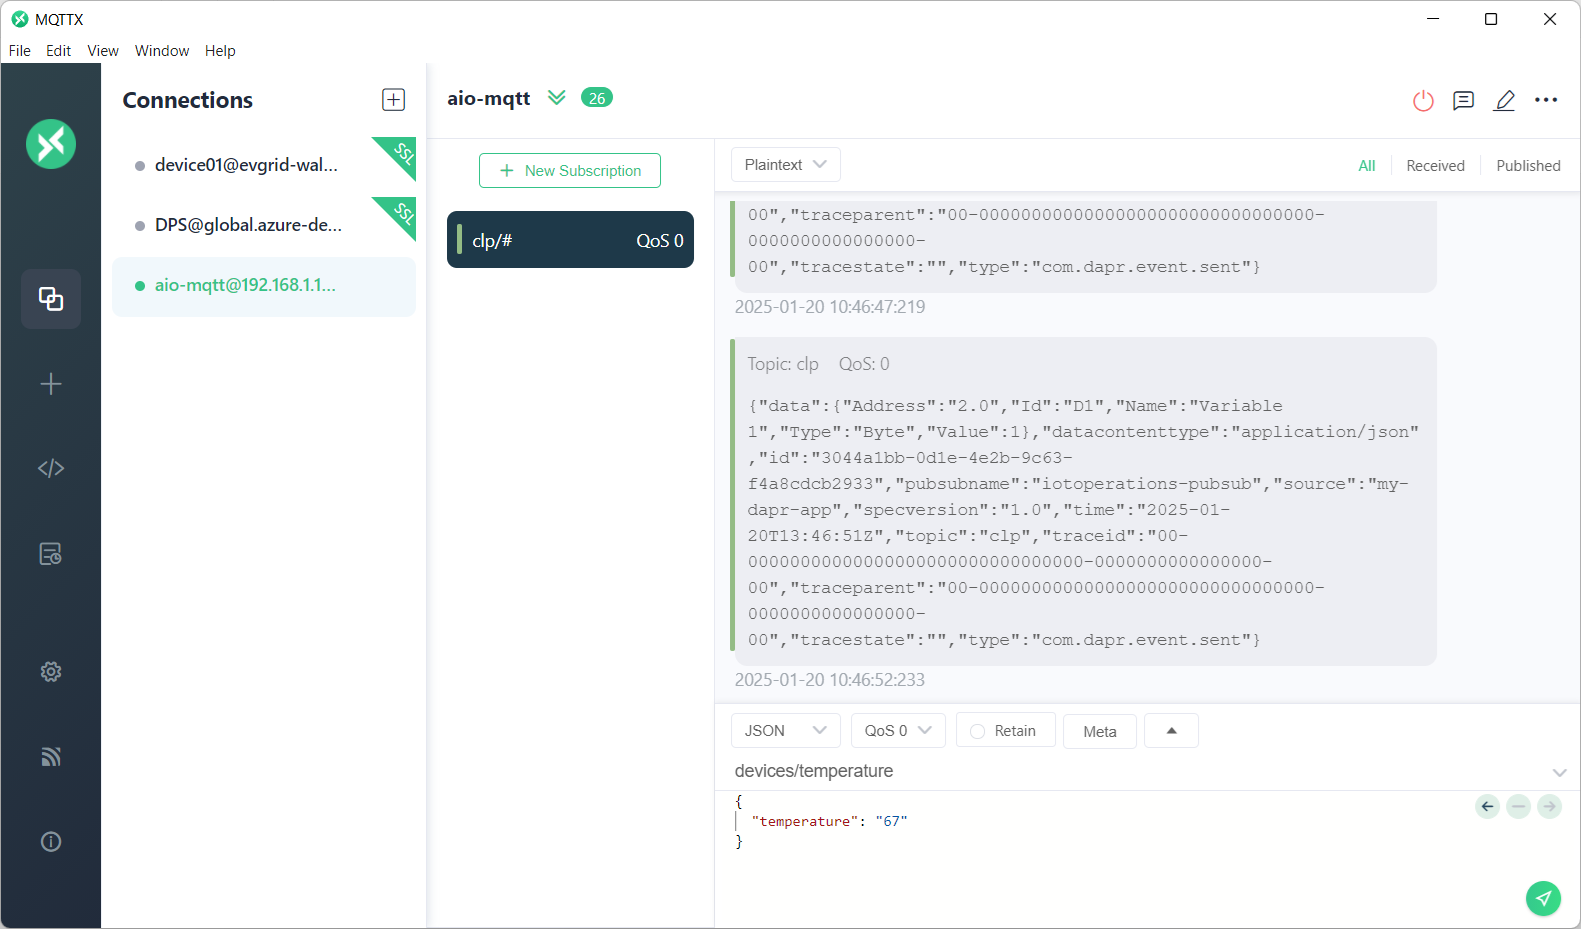 MQTTX
File Edit View Window Help
Connections
device01@evgrid-wal...
SSL
DPS@global.azure-de...
SSL
aio-mqtt@192.168.1.1...
aio-mqtt 26
New Subscription
clp/# QoS 0
Plaintext
All Received Published
00","traceparent":"00-00000000000000000000000000000000-
0000000000000000-
00","tracestate":"","type":"com.dapr.event.sent"}
2025-01-20 10:46:47:219
Topic: clp QoS: 0
{"data":{"Address":"2.0","Id":"D1","Name":"Variable
1","Type":"Byte","Value":1},"datacontenttype":"application/json"
,"id":"3044a1bb-0d1e-4e2b-9c63-
f4a8cdcb2933","pubsubname":"iotoperations-pubsub","source":"my-
dapr-app","specversion":"1.0","time":"2025-01-
20T13:46:51Z","topic":"clp","traceid":"00-
00000000000000000000000000000000-0000000000000000-
00","traceparent":"00-00000000000000000000000000000000-
0000000000000000-
00","tracestate":"","type":"com.dapr.event.sent"}
2025-01-20 10:46:52:233
JSON QoS 0 Retain Meta
devices/temperature
{
"temperature": "67"
}